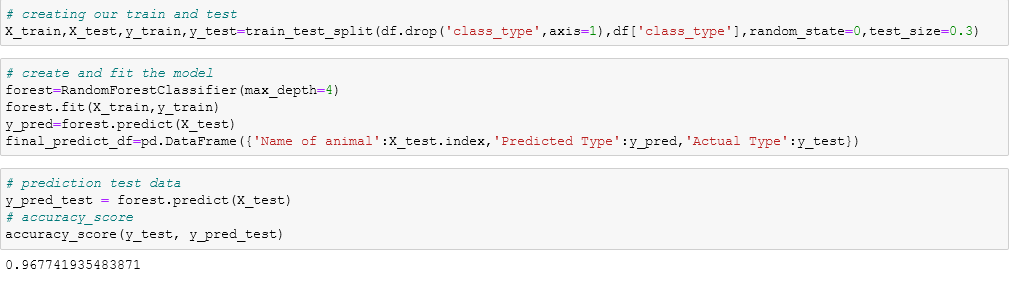 # creating our train and test
X_train,X_test,y_train,y_test=train_test_split(df.drop('class_type',axis=1),df['class_type'],random_state=0,test_size=0.3)
# create and fit the model
forest=RandomForestClassifier(max_depth=4)
forest.fit(X_train,y_train)
y_pred=forest.predict(X_test)
final_predict_df=pd.DataFrame({'Name of animal':X_test.index,'Predicted Type':y_pred,'Actual Type':y_test})
# prediction test data
y_pred_test = forest.predict(X_test)
# accuracy_score
accuracy_score(y_test, y_pred_test)
0.967741935483871